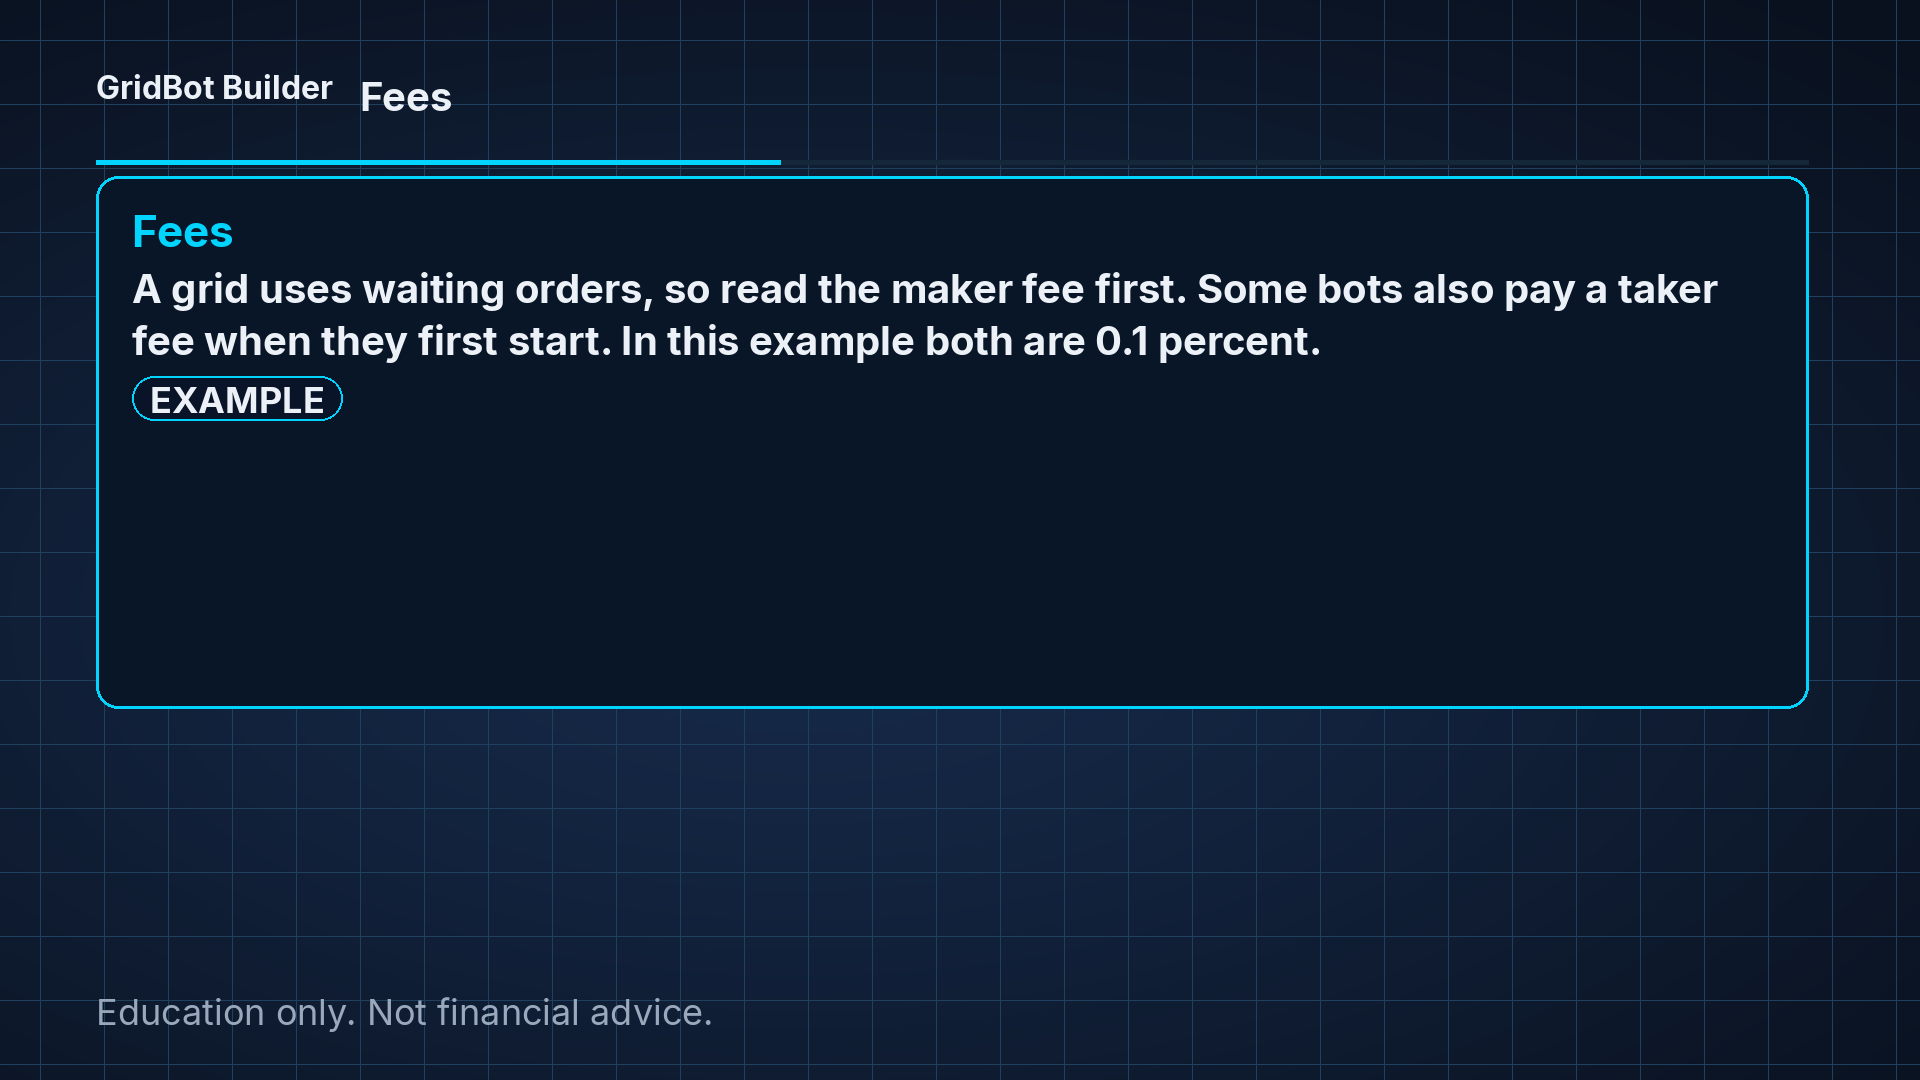 GridBot Builder
Fees
Fees
A grid uses waiting orders, so read the maker fee first. Some bots also pay a taker
fee when they first start. In this example both are 0.1 percent.
EXAMPLE
Education only. Not financial advice.